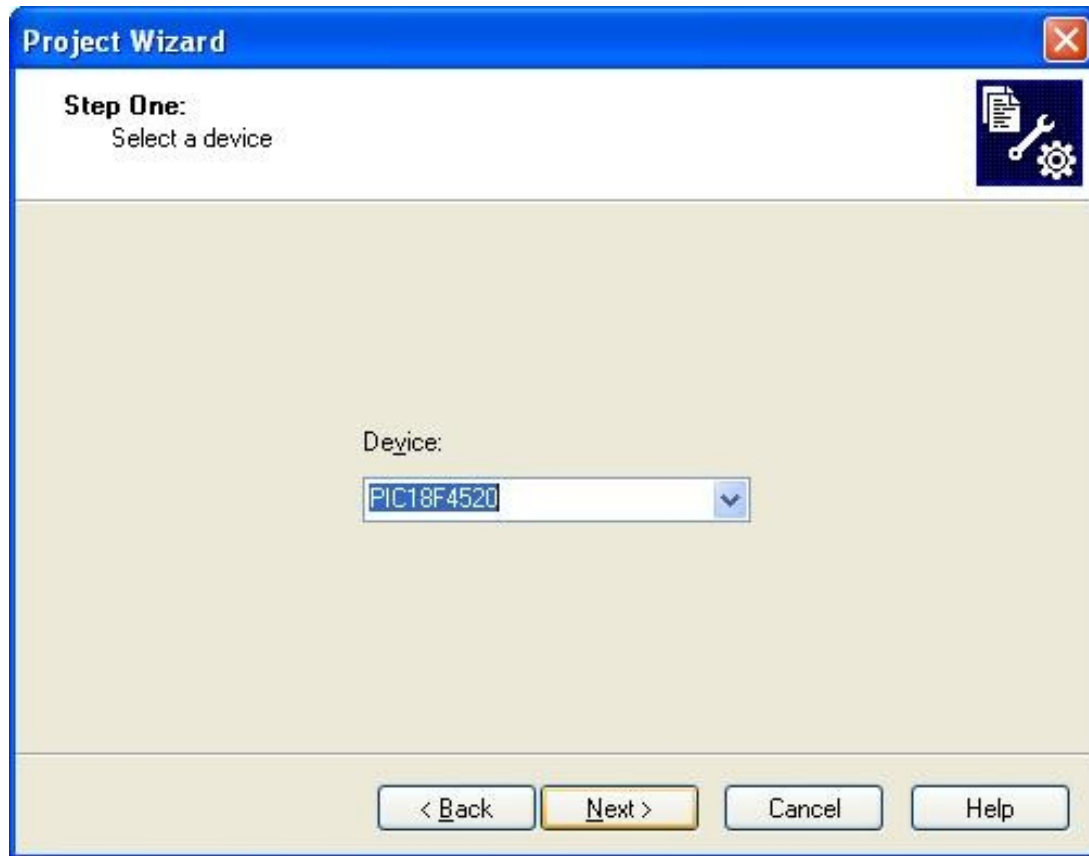 Project Wizard
Step One:
Select a device
Device:
PIC18F4520
< Back Next > Cancel Help